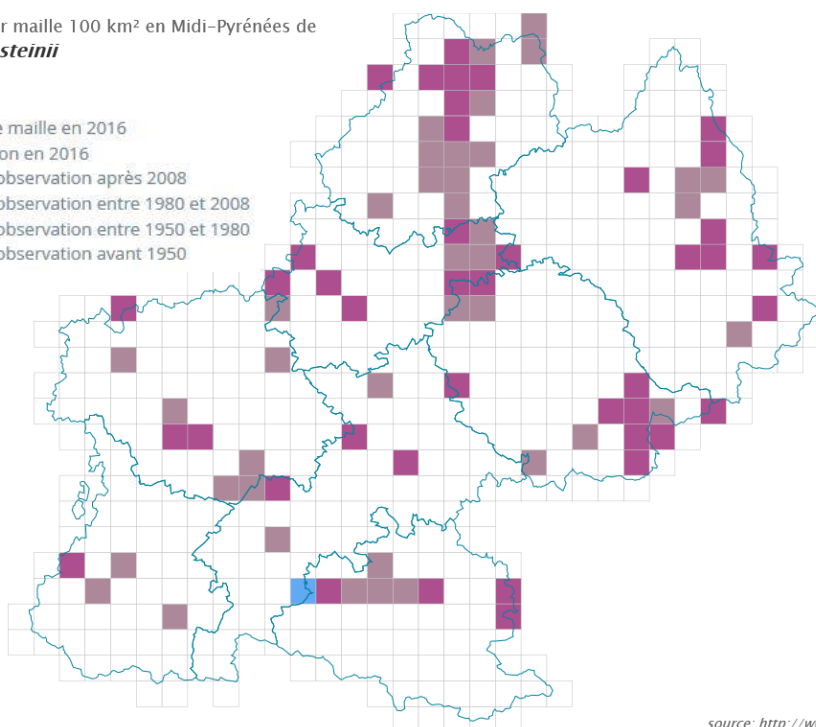 r maille 100 km² en Midi-Pyrénées de
steinii
e maille en 2016
on en 2016
observation après 2008
observation entre 1980 et 2008
observation entre 1950 et 1980
observation avant 1950
source: http://w